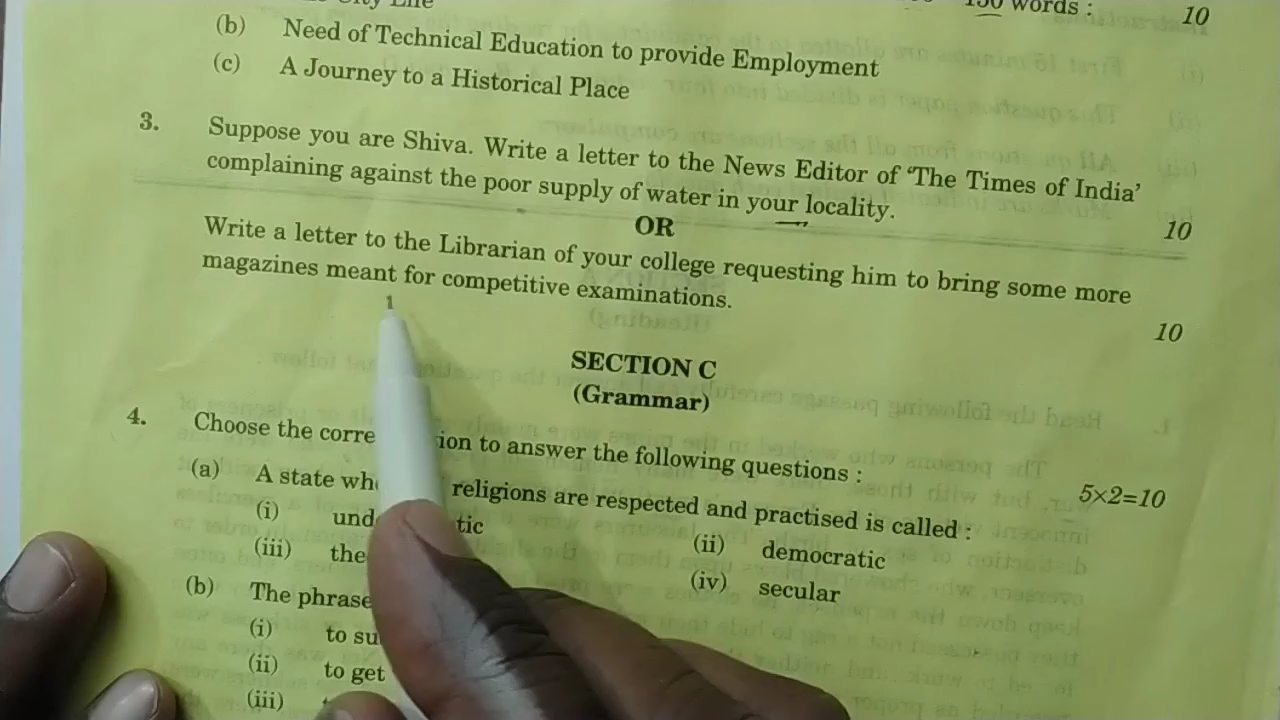 City Life
150 words :
10
(b) Need of Technical Education to provide Employment
(c) A Journey to a Historical Place
3. Suppose you are Shiva. Write a letter to the News Editor of 'The Times of India'
complaining against the poor supply of water in your locality.
10
OR
Write a letter to the Librarian of your college requesting him to bring some more
magazines meant for competitive examinations.
10
SECTION C
(Grammar)
4. Choose the corre ion to answer the following questions :
5×2=10
(a) A state wh religions are respected and practised is called :
(i) und tic (ii) democratic
(iii) the (iv) secular
(b) The phrase
(i) to su
(ii) to get
(iii)